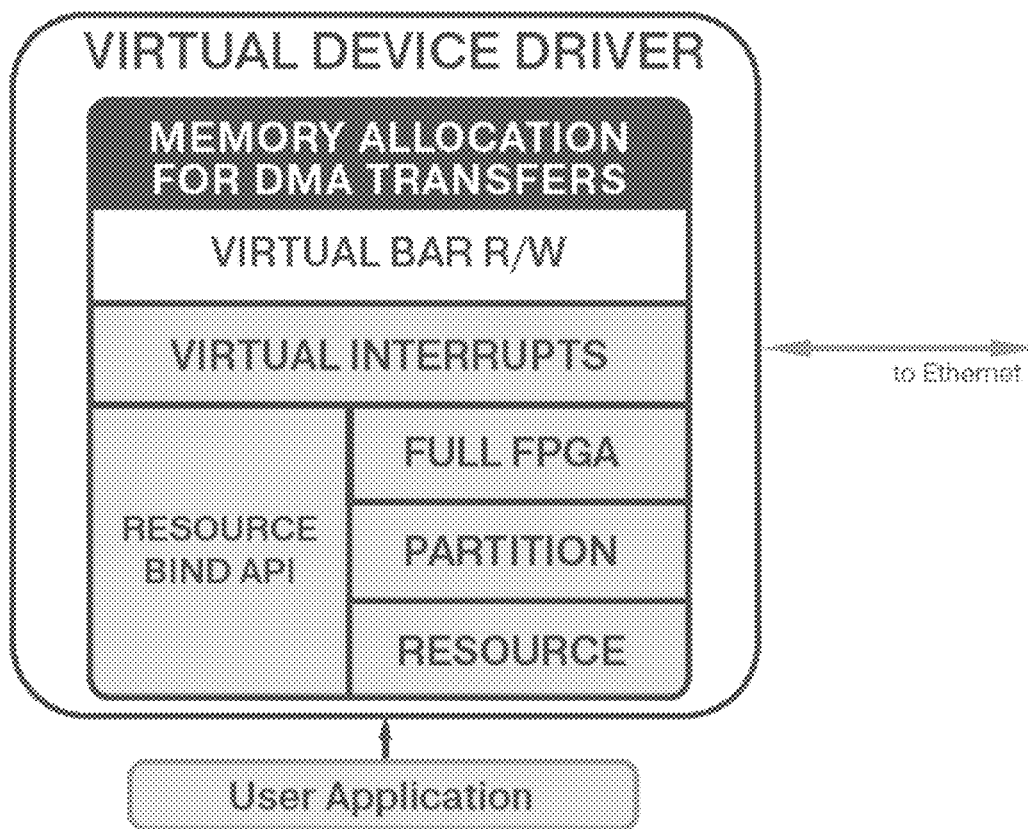 VIRTUAL DEVICE DRIVER
MEMORY ALLOCATION
FOR DMA TRANSFERS
VIRTUAL BAR R/W
VIRTUAL INTERRUPTS
to Ethernet
RESOURCE
BIND API
FULL FPGA
PARTITION
RESOURCE
User Application